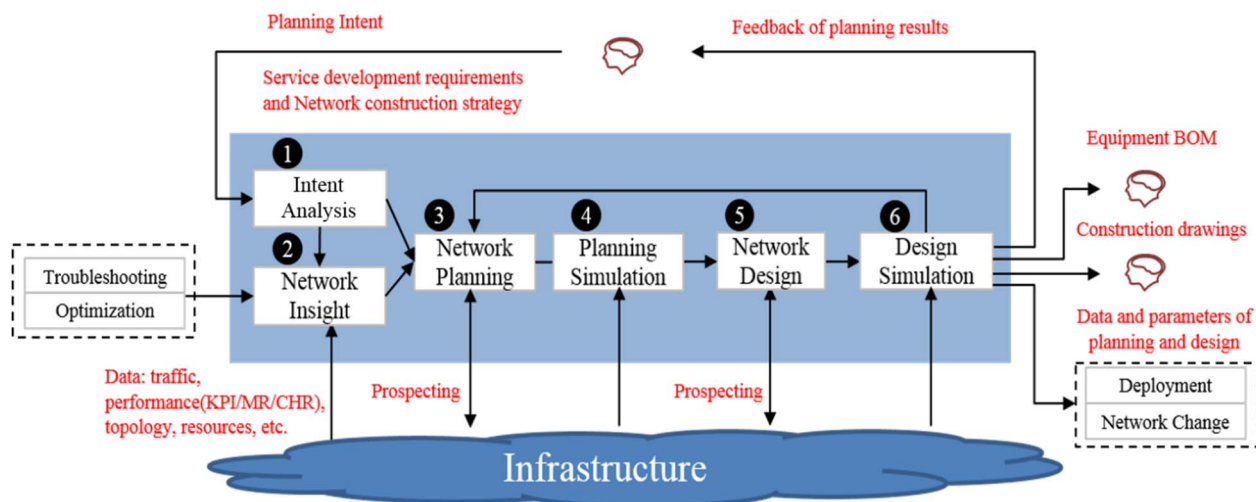 Planning Intent
Feedback of planning results
Service development requirements
and Network construction strategy
Equipment BOM
1
Intent
Analysis
3
4
5
6
Construction drawings
2
Network
Planning
Planning
Simulation
Network
Design
Design
Simulation
Troubleshooting
Optimization
Network
Insight
Data and parameters of
planning and design
Data: traffic,
performance(KPI/MR/CHR),
topology, resources, etc.
Prospecting
Prospecting
Deployment
Network Change
Infrastructure